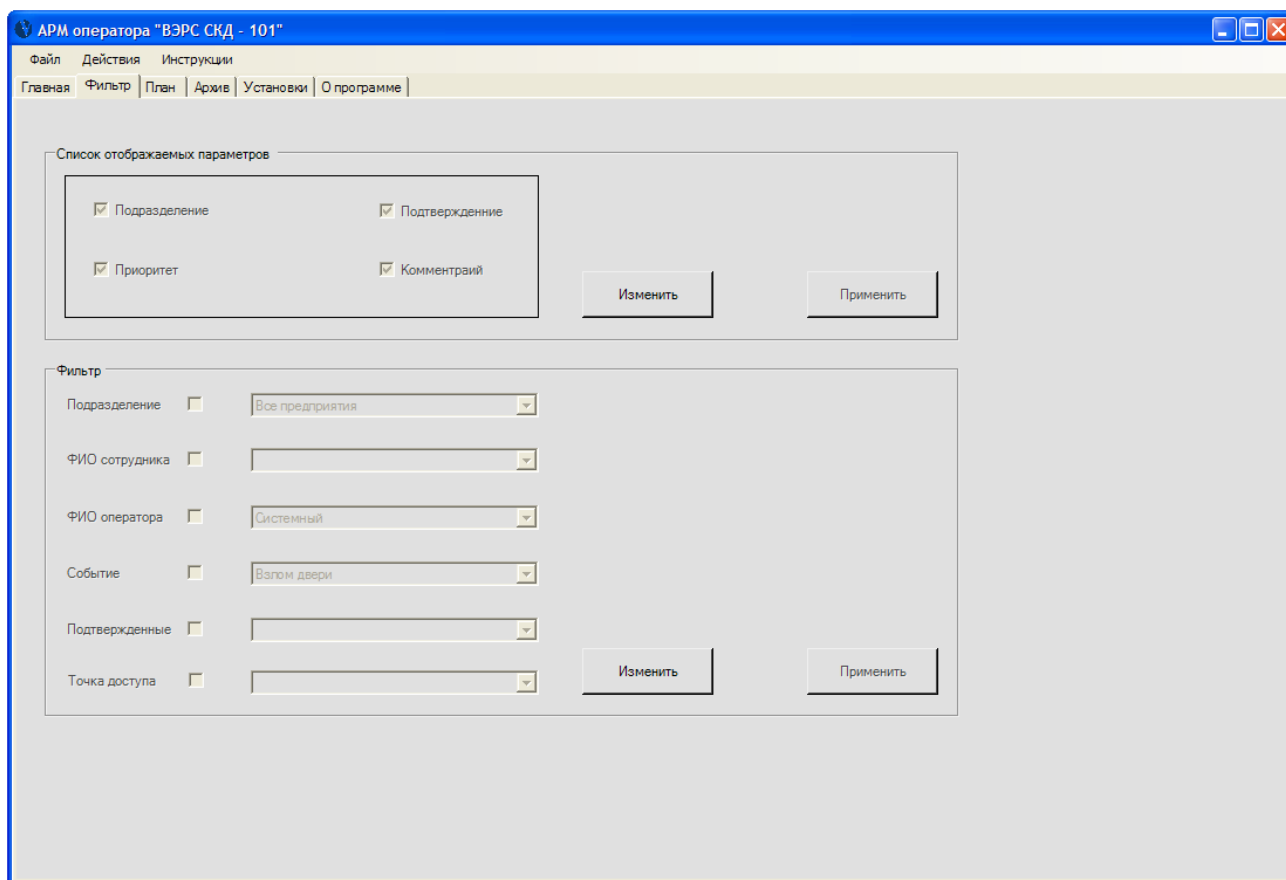 АРМ оператора "ВЭРС СКД - 101"
Файл Действия Инструкции
Главная Фильтр План Архив Установки О программе
Список отображаемых параметров
Подразделение Подтвержденние
Приоритет Комментраий
Изменить Применить
Фильтр
Подразделение Все предприятия
ФИО сотрудника
ФИО оператора Системный
Событие Взлом двери
Подтвержденные
Точка доступа
Изменить Применить